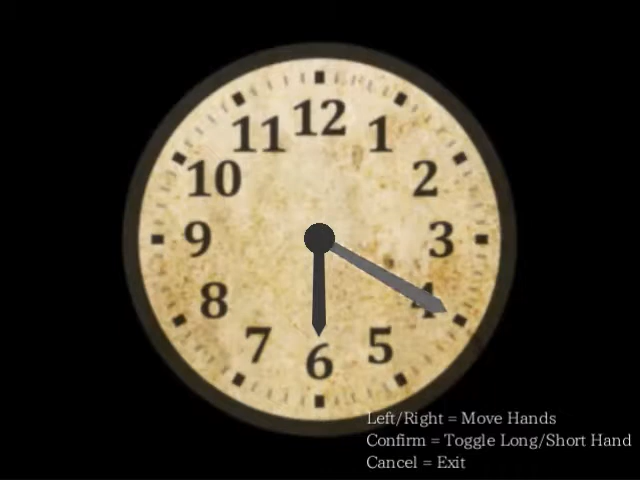 12
11 1
10 2
9 3
8 4
7 5
6
Left/Right = Move Hands
Confirm = Toggle Long/Short Hand
Cancel = Exit